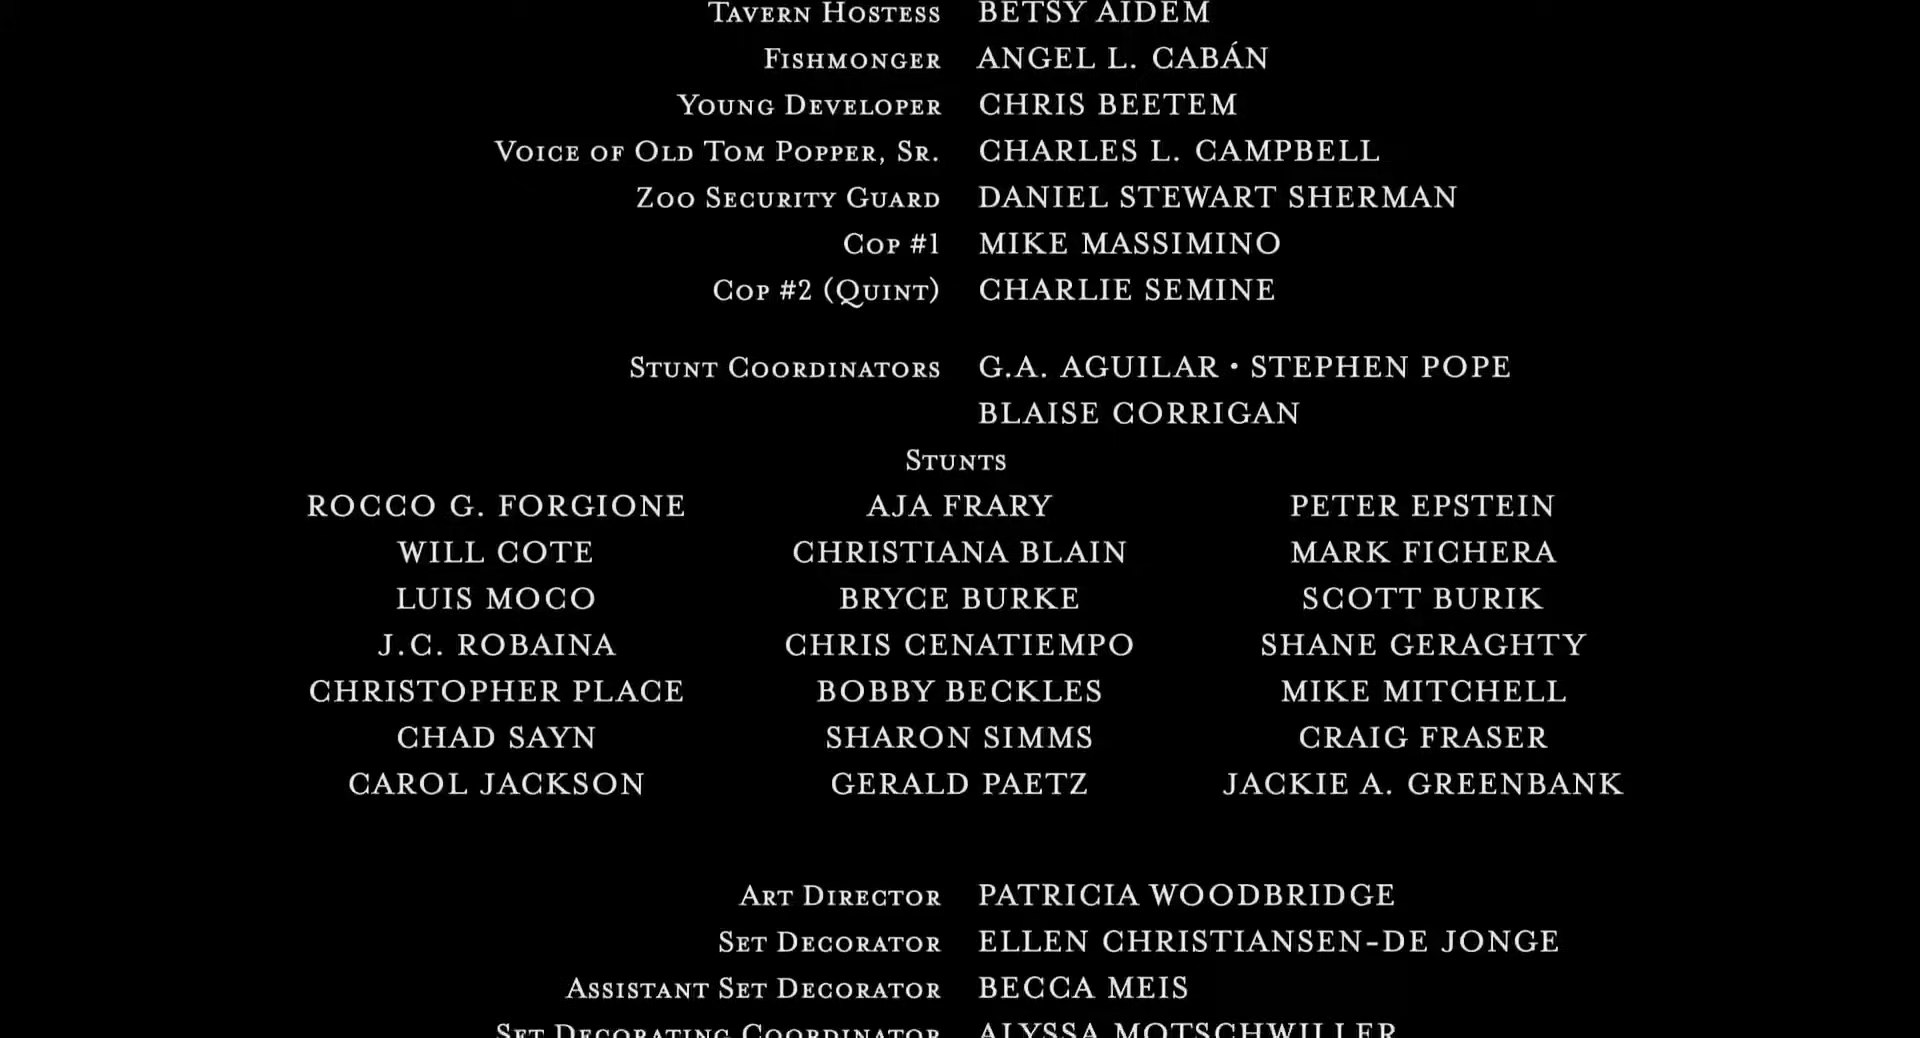 Tavern Hostess BETSY AIDEM
Fishmonger ANGEL L. CABÁN
Young Developer CHRIS BEETEM
Voice of Old Tom Popper, Sr. CHARLES L. CAMPBELL
Zoo Security Guard DANIEL STEWART SHERMAN
Cop #1 MIKE MASSIMINO
Cop #2 (Quint) CHARLIE SEMINE
Stunt Coordinators G.A. AGUILAR • STEPHEN POPE
BLAISE CORRIGAN
Stunts
ROCCO G. FORGIONE AJA FRARY PETER EPSTEIN
WILL COTE CHRISTIANA BLAIN MARK FICHERA
LUIS MOCO BRYCE BURKE SCOTT BURIK
J.C. ROBAINA CHRIS CENATIEMPO SHANE GERAGHTY
CHRISTOPHER PLACE BOBBY BECKLES MIKE MITCHELL
CHAD SAYN SHARON SIMMS CRAIG FRASER
CAROL JACKSON GERALD PAETZ JACKIE A. GREENBANK
Art Director PATRICIA WOODBRIDGE
Set Decorator ELLEN CHRISTIANSEN-DE JONGE
Assistant Set Decorator BECCA MEIS
Set Decorating Coordinator ALYSSA MOTSCHWILLER